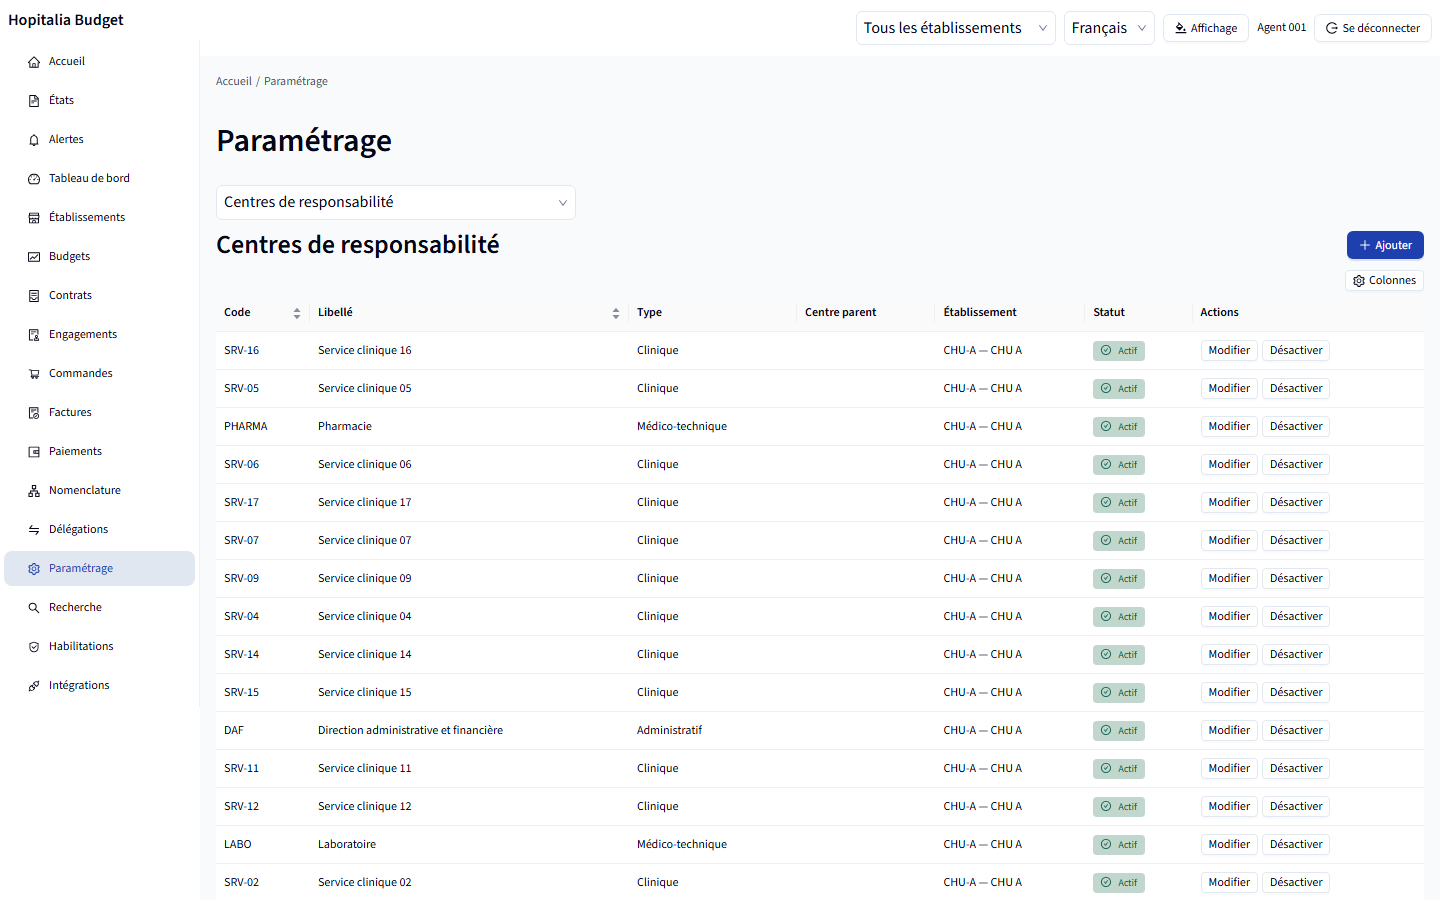 Hopitalia Budget
Tous les établissements
Français
Affichage
Agent 001
Se déconnecter
Accueil
États
Alertes
Tableau de bord
Établissements
Budgets
Contrats
Engagements
Commandes
Factures
Paiements
Nomenclature
Délégations
Paramétrage
Recherche
Habilitations
Intégrations
Accueil / Paramétrage
Paramétrage
Centres de responsabilité
Centres de responsabilité
Ajouter
Colonnes
Code Libellé Type Centre parent Établissement Statut Actions
SRV-16 Service clinique 16 Clinique CHU-A — CHU A Actif Modifier Désactiver
SRV-05 Service clinique 05 Clinique CHU-A — CHU A Actif Modifier Désactiver
PHARMA Pharmacie Médico-technique CHU-A — CHU A Actif Modifier Désactiver
SRV-06 Service clinique 06 Clinique CHU-A — CHU A Actif Modifier Désactiver
SRV-17 Service clinique 17 Clinique CHU-A — CHU A Actif Modifier Désactiver
SRV-07 Service clinique 07 Clinique CHU-A — CHU A Actif Modifier Désactiver
SRV-09 Service clinique 09 Clinique CHU-A — CHU A Actif Modifier Désactiver
SRV-04 Service clinique 04 Clinique CHU-A — CHU A Actif Modifier Désactiver
SRV-14 Service clinique 14 Clinique CHU-A — CHU A Actif Modifier Désactiver
SRV-15 Service clinique 15 Clinique CHU-A — CHU A Actif Modifier Désactiver
DAF Direction administrative et financière Administratif CHU-A — CHU A Actif Modifier Désactiver
SRV-11 Service clinique 11 Clinique CHU-A — CHU A Actif Modifier Désactiver
SRV-12 Service clinique 12 Clinique CHU-A — CHU A Actif Modifier Désactiver
LABO Laboratoire Médico-technique CHU-A — CHU A Actif Modifier Désactiver
SRV-02 Service clinique 02 Clinique CHU-A — CHU A Actif Modifier Désactiver